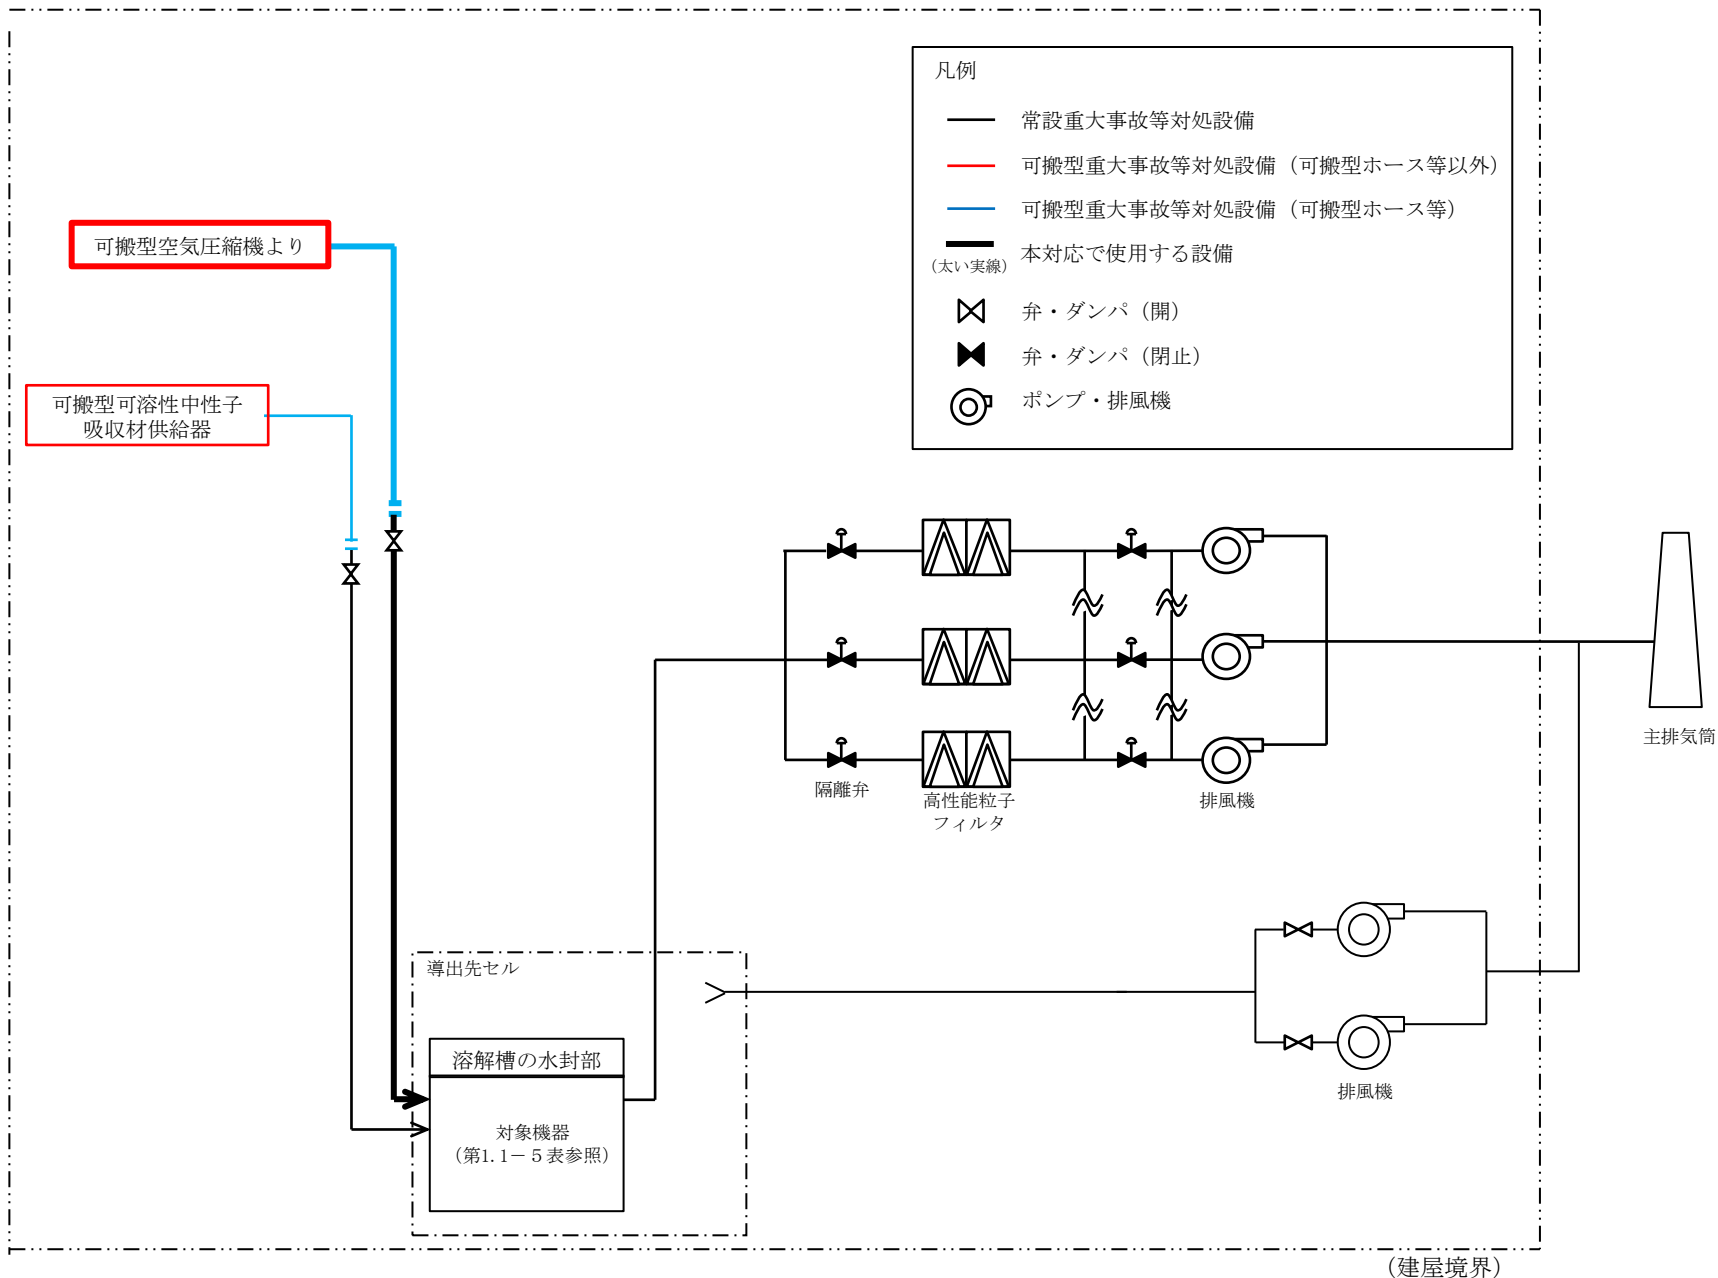 凡例
常設重大事故等対処設備
可搬型重大事故等対処設備（可搬型ホース等以外）
可搬型重大事故等対処設備（可搬型ホース等）
本対応で使用する設備
（太い実線）
弁・ダンパ（開）
弁・ダンパ（閉止）
ポンプ・排風機
可搬型空気圧縮機より
可搬型可溶性中性子
吸収材供給器
主排気筒
隔離弁
高性能粒子
フィルタ
排風機
導出先セル
溶解槽の水封部
対象機器
（第1.1－５表参照）
排風機
（建屋境界）